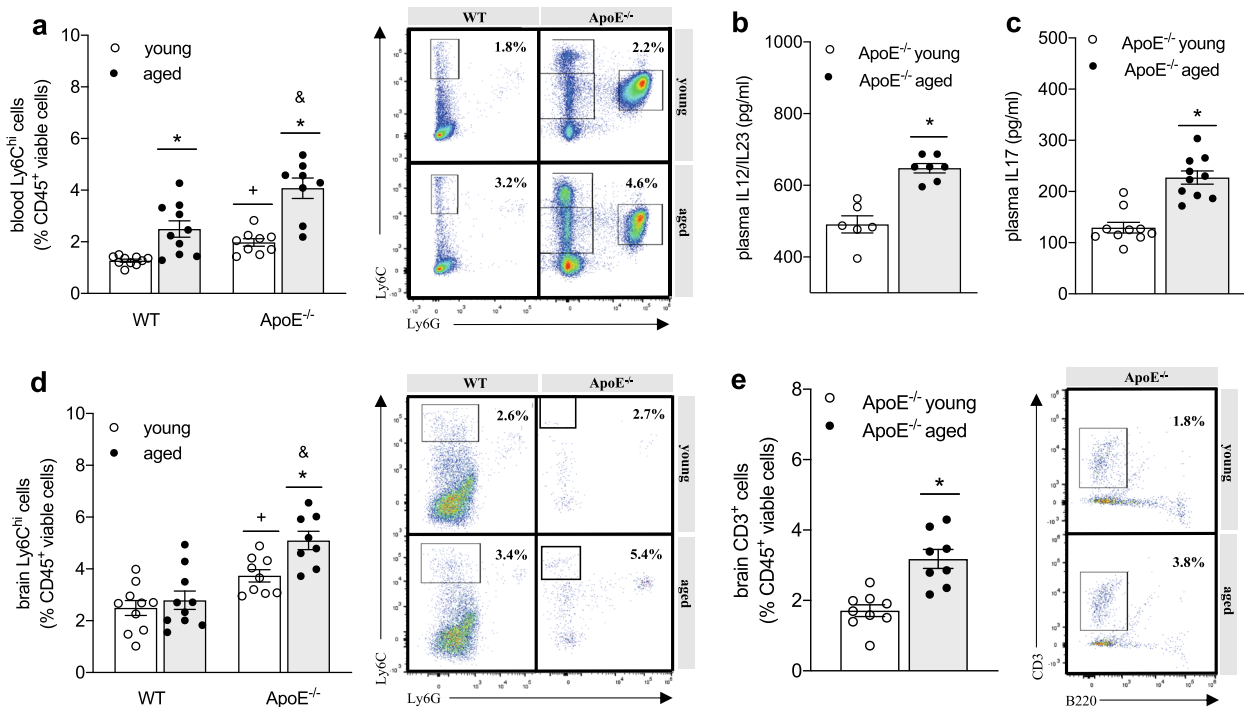 a
10
8
6
4
2
0
blood Ly6Chi cells
(% CD45+ viable cells)
young
aged
*
+
&
*
WT
ApoE-/-
WT
ApoE-/-
1.8%
2.2%
young
3.2%
4.6%
aged
Ly6C
Ly6G
b
1000
800
600
400
plasma IL12/IL23 (pg/ml)
ApoE-/- young
ApoE-/- aged
*
c
500
400
300
200
100
0
plasma IL17 (pg/ml)
ApoE-/- young
ApoE-/- aged
*
d
10
8
6
4
2
0
brain Ly6Chi cells
(% CD45+ viable cells)
young
aged
+
&
*
WT
ApoE-/-
WT
ApoE-/-
2.6%
2.7%
young
3.4%
5.4%
aged
Ly6C
Ly6G
e
8
6
4
2
0
brain CD3+ cells
(% CD45+ viable cells)
ApoE-/- young
ApoE-/- aged
*
ApoE-/-
1.8%
young
3.8%
aged
CD3
B220